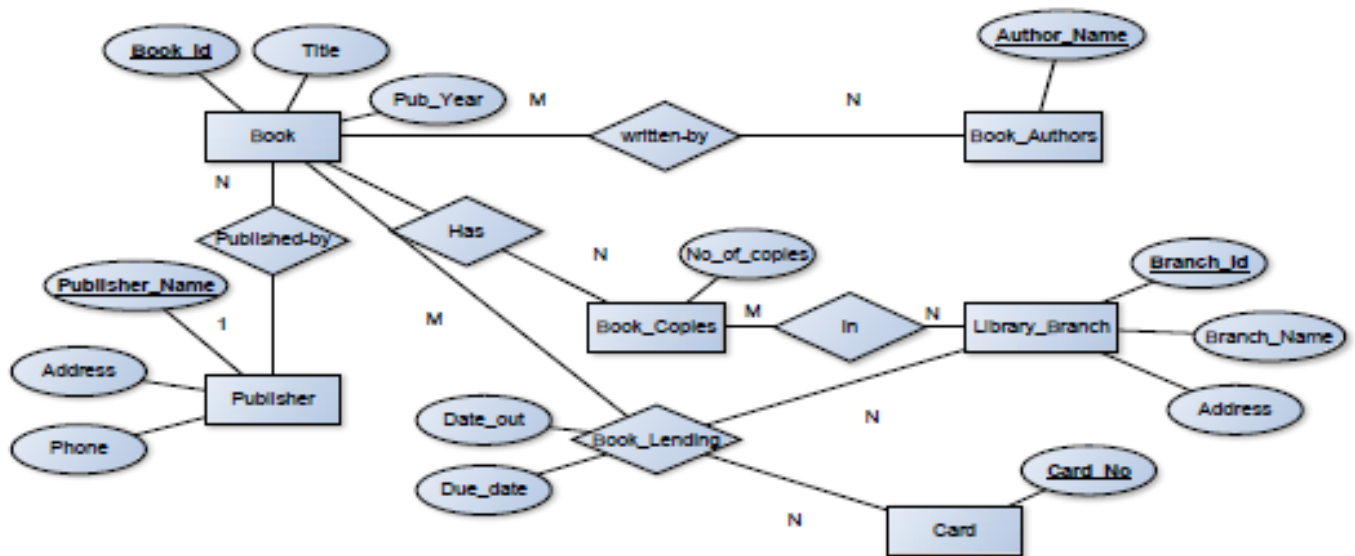 Book_Id
Title
Author_Name
Pub_Year
M
N
Book
written-by
Book_Authors
N
Published-by
Has
No_of_copies
N
Branch_Id
Publisher_Name
1
M
Book_Copies
M
In
N
Library_Branch
Branch_Name
Address
Publisher
Date_out
N
Address
Phone
Book_Lending
Due_date
Card_No
N
Card